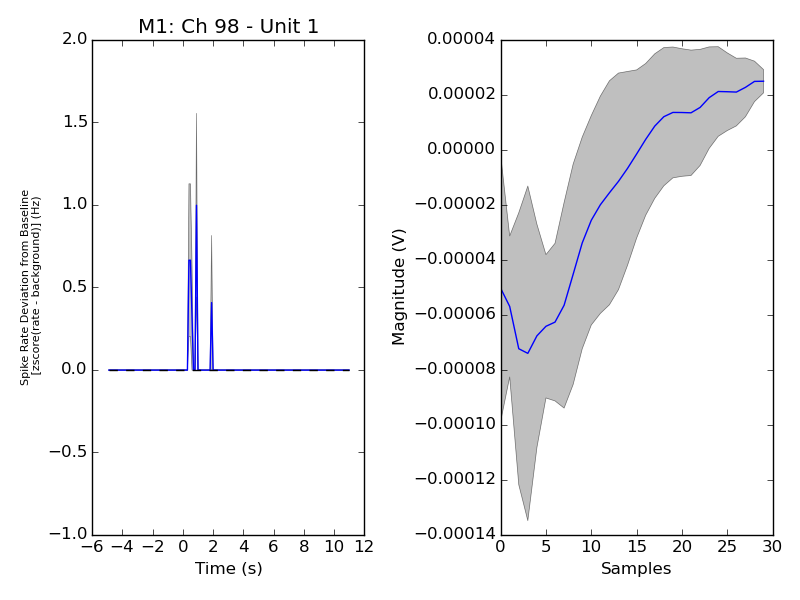 M1: Ch 98 - Unit 1
2.0
1.5
1.0
0.5
0.0
−0.5
−1.0
−6 −4 −2 0 2 4 6 8 10 12
Time (s)
Spike Rate Deviation from Baseline
[zscore(rate - background)] (Hz)
0.00004
0.00002
0.00000
−0.00002
−0.00004
−0.00006
−0.00008
−0.00010
−0.00012
−0.00014
0 5 10 15 20 25 30
Samples
Magnitude (V)